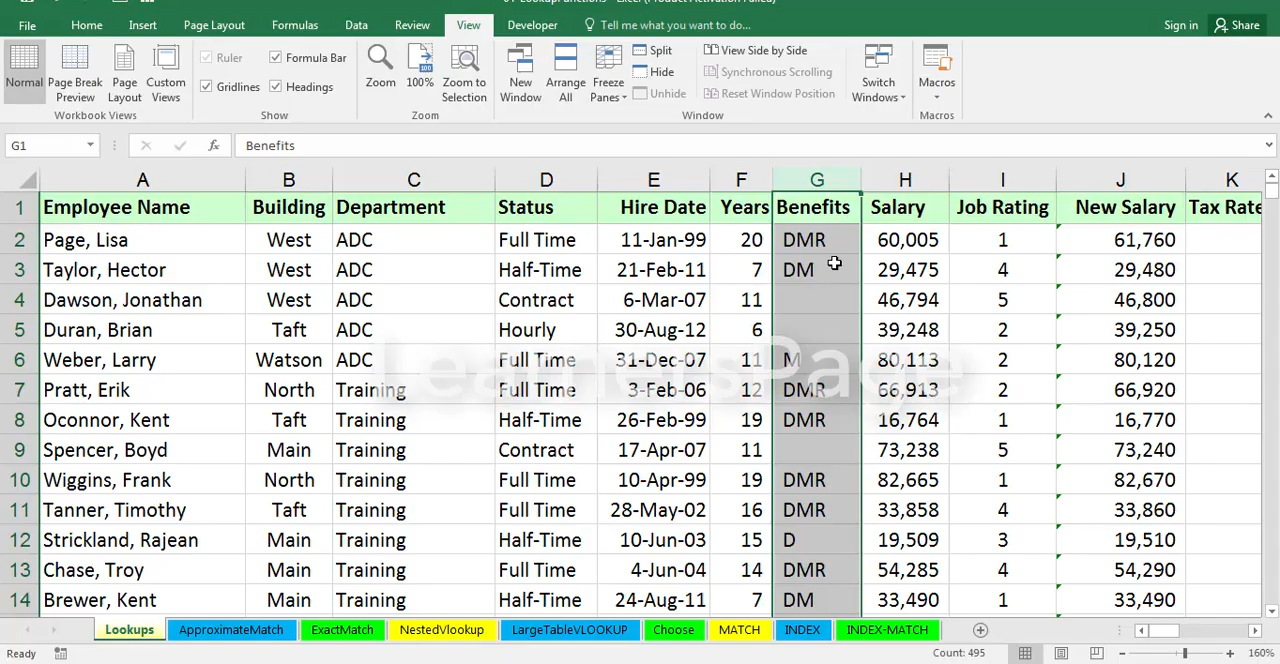 01-LookupFunctions - Excel (Product Activation Failed)
File Home Insert Page Layout Formulas Data Review View Developer Tell me what you want to do... Sign in Share
Normal Page Break Preview Page Layout Custom Views Workbook Views
Ruler Formula Bar Gridlines Headings Show
Zoom 100% Zoom to Selection Zoom
New Window Arrange All Freeze Panes Split Hide Unhide View Side by Side Synchronous Scrolling Reset Window Position Switch Windows Window
Macros Macros
G1 fx Benefits
A B C D E F G H I J K
1 Employee Name Building Department Status Hire Date Years Benefits Salary Job Rating New Salary Tax Rate
2 Page, Lisa West ADC Full Time 11-Jan-99 20 DMR 60,005 1 61,760
3 Taylor, Hector West ADC Half-Time 21-Feb-11 7 DM 29,475 4 29,480
4 Dawson, Jonathan West ADC Contract 6-Mar-07 11 46,794 5 46,800
5 Duran, Brian Taft ADC Hourly 30-Aug-12 6 39,248 2 39,250
6 Weber, Larry Watson ADC Full Time 31-Dec-07 11 M 80,113 2 80,120
LearnersPage
7 Pratt, Erik North Training Full Time 3-Feb-06 12 DMR 66,913 2 66,920
8 Oconnor, Kent Taft Training Half-Time 26-Feb-99 19 DMR 16,764 1 16,770
9 Spencer, Boyd Main Training Contract 17-Apr-07 11 73,238 5 73,240
10 Wiggins, Frank North Training Full Time 10-Apr-99 19 DMR 82,665 1 82,670
11 Tanner, Timothy Taft Training Full Time 28-May-02 16 DMR 33,858 4 33,860
12 Strickland, Rajean Main Training Half-Time 10-Jun-03 15 D 19,509 3 19,510
13 Chase, Troy Main Training Full Time 4-Jun-04 14 DMR 54,285 4 54,290
14 Brewer, Kent Main Training Half-Time 24-Aug-11 7 DM 33,490 1 33,490
Lookups ApproximateMatch ExactMatch NestedVlookup LargeTableVLOOKUP Choose MATCH INDEX INDEX-MATCH
Ready Count: 495 160%